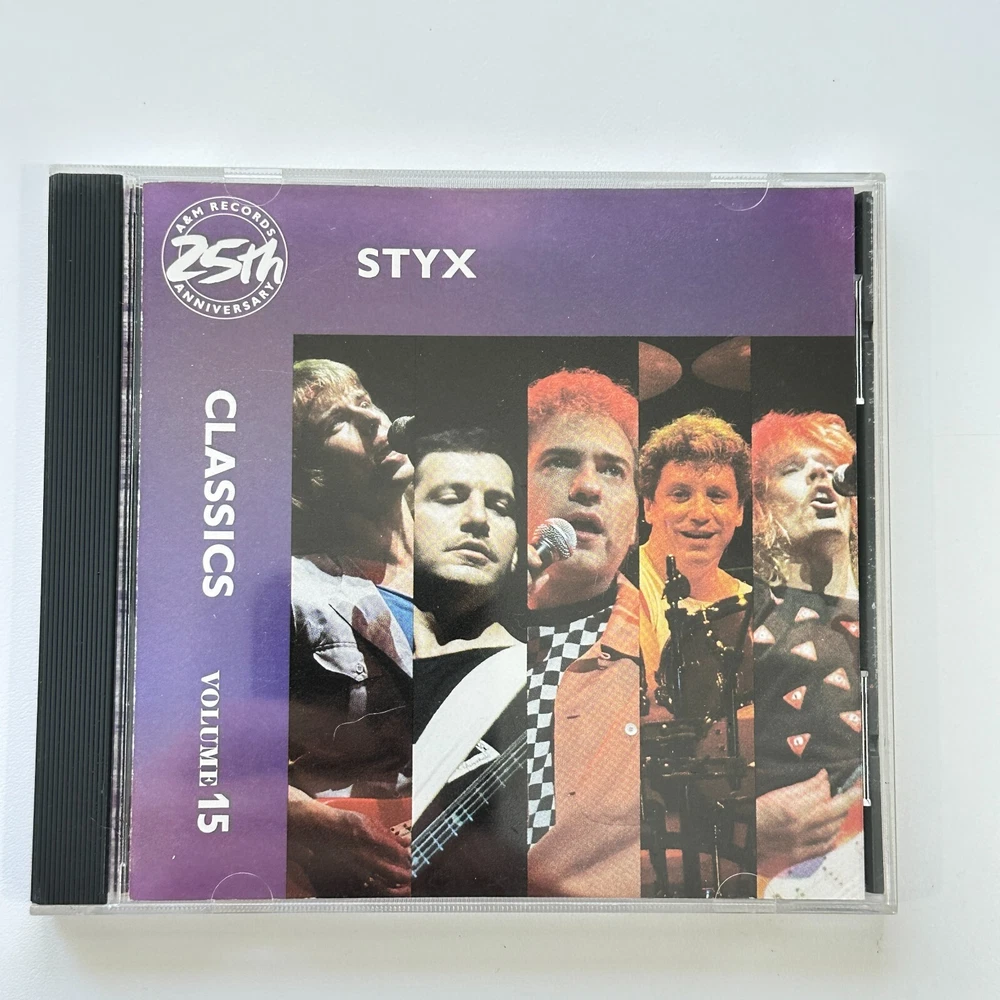 A&M RECORDS
25th
ANNIVERSARY
STYX
CLASSICS
VOLUME 15